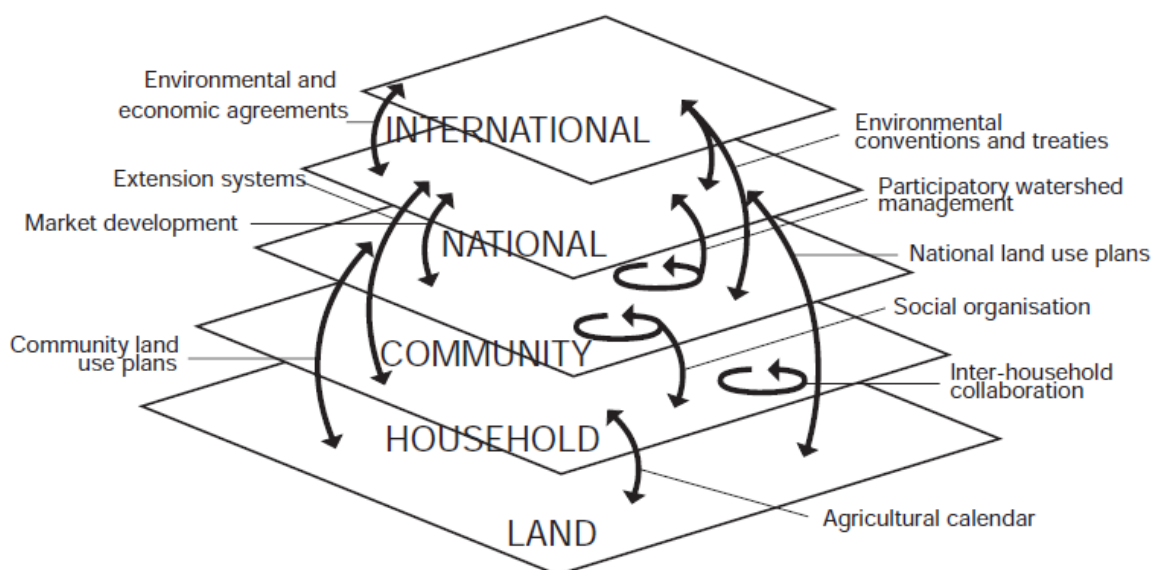 Environmental and
economic agreements
INTERNATIONAL
Environmental
conventions and treaties
Extension systems
Participatory watershed
management
Market development
NATIONAL
National land use plans
Social organisation
Community land
use plans
COMMUNITY
Inter-household
collaboration
HOUSEHOLD
LAND
Agricultural calendar